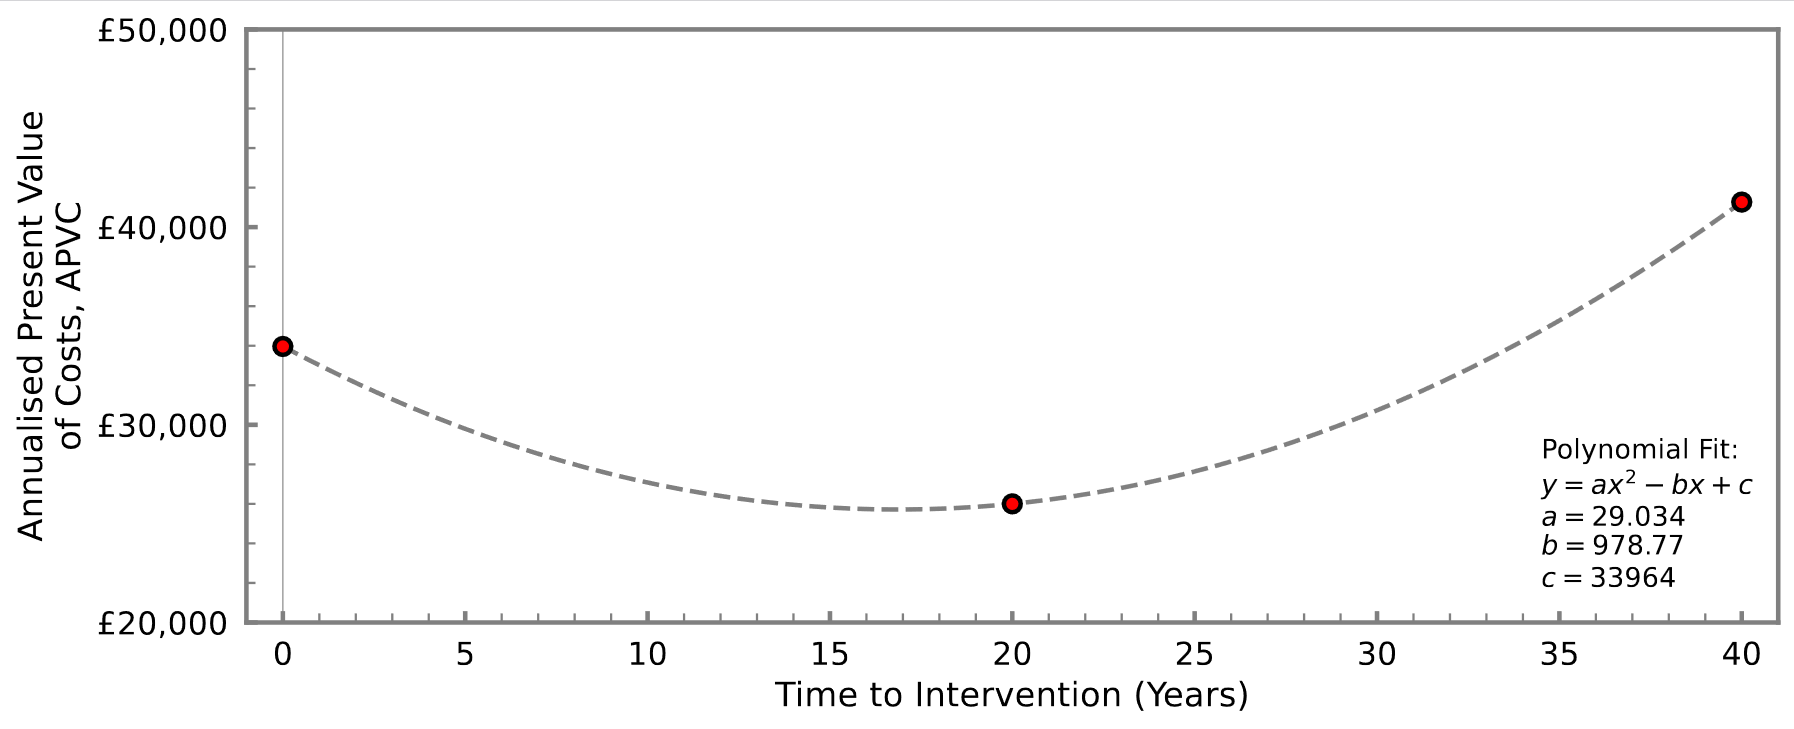 £50,000
£40,000
£30,000
£20,000
Annualised Present Value
of Costs, APVC
Polynomial Fit:
y = ax² − bx + c
a = 29.034
b = 978.77
c = 33964
0 5 10 15 20 25 30 35 40
Time to Intervention (Years)